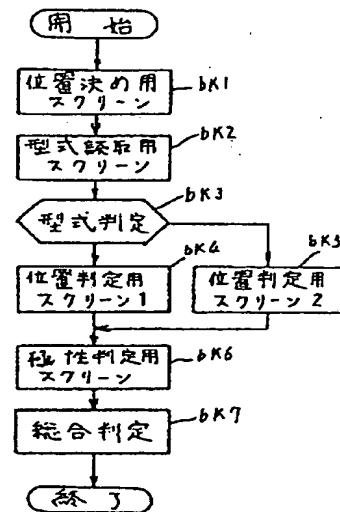 開始
位置決め用
スクリーン
bK1
型式読取用
スクリーン
bK2
型式判定
bK3
位置判定用
スクリーン1
bK4
位置判定用
スクリーン2
bK5
極性判定用
スクリーン
bK6
総合判定
bK7
終了